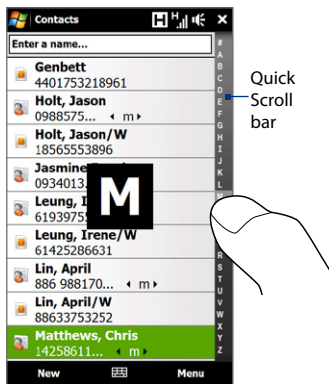 Contacts
Enter a name...
Genbett
4401753218961
Holt, Jason
0988575... m
Holt, Jason/W
18565553896
Jasmine
0934013.
Leung, I
6193975
M
Leung, Irene/W
61425286631
Lin, April
886 988170... m
Lin, April/W
88633753252
Matthews, Chris
14258611... m
New
Menu
#
A
B
C
D
E
F
G
H
I
J
K
L
R
S
T
U
V
W
X
Y
Z
Quick
Scroll
bar